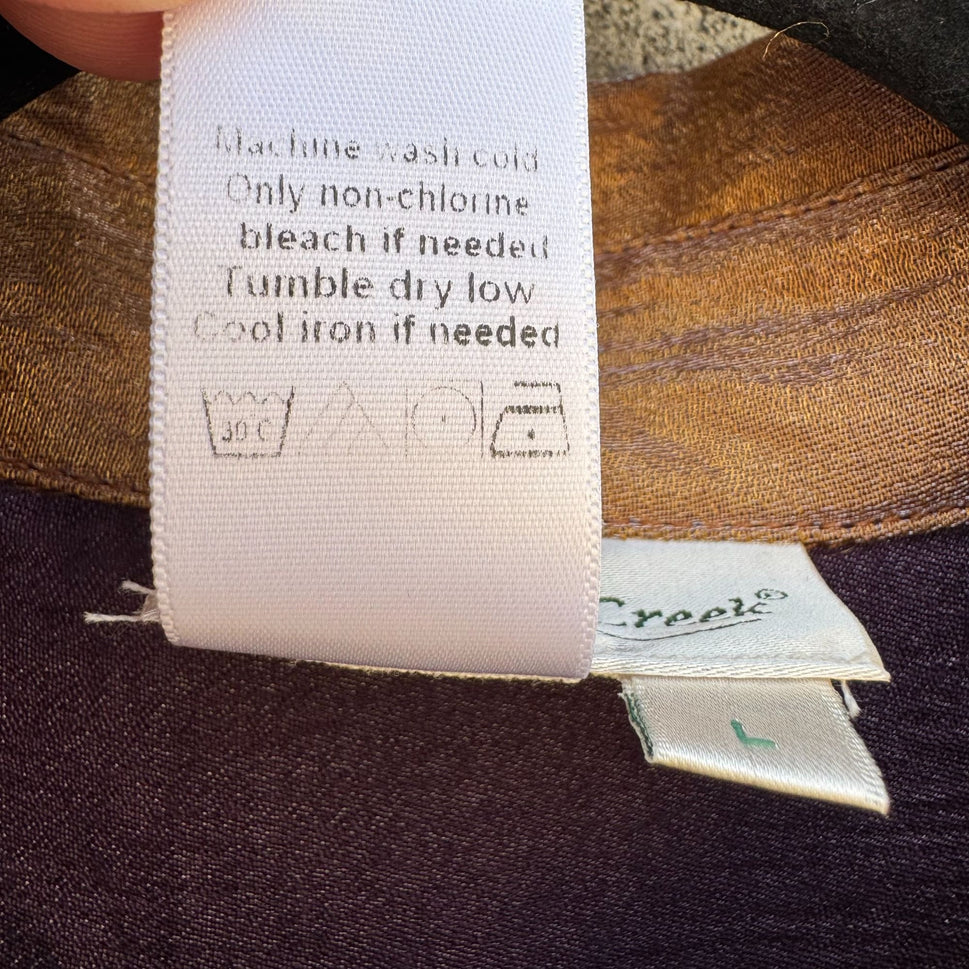 Machine wash cold
Only non-chlorine
bleach if needed
Tumble dry low
Cool iron if needed
30 C
Creek®
L